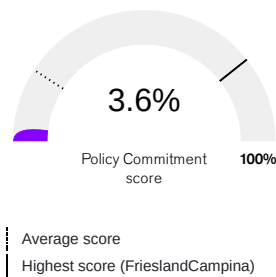 3.6%
Policy Commitment
score
100%
Average score
Highest score (FrieslandCampina)